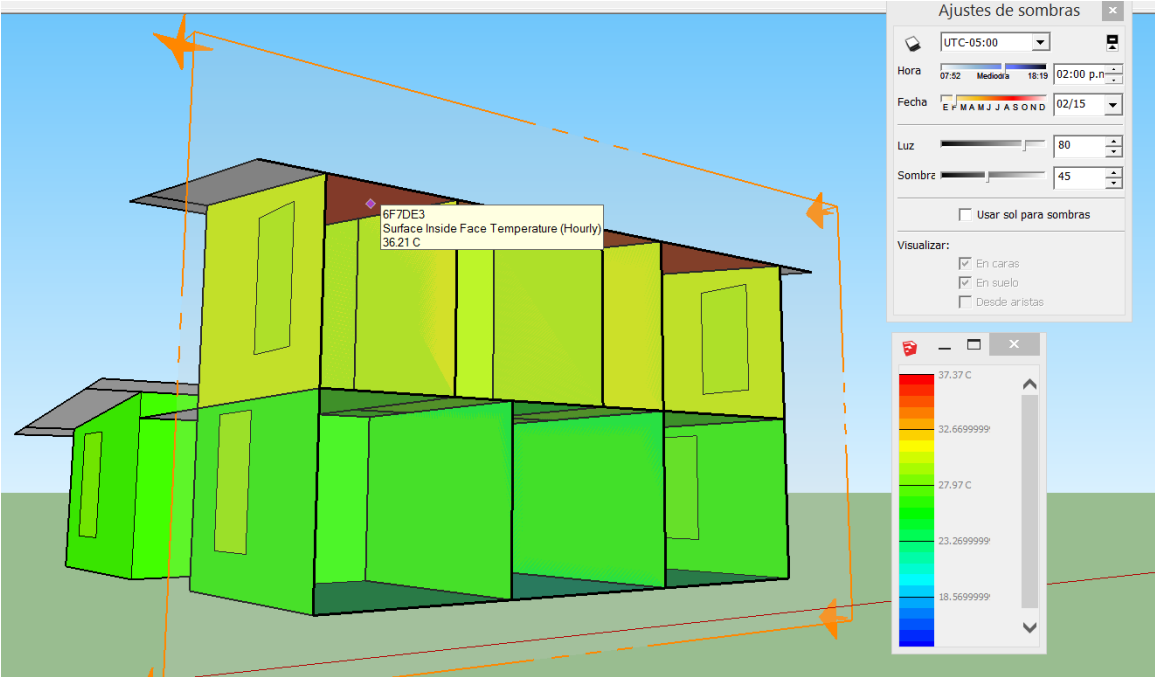 Ajustes de sombras
UTC-05:00
Hora
07:52 Mediodía 18:19
02:00 p.n
Fecha
E F M A M J J A S O N D
02/15
Luz
80
Sombra
45
Usar sol para sombras
Visualizar:
En caras
En suelo
Desde aristas
6F7DE3
Surface Inside Face Temperature (Hourly)
36.21 C
37.37 C
32.6699999
27.97 C
23.2699999
18.5699999